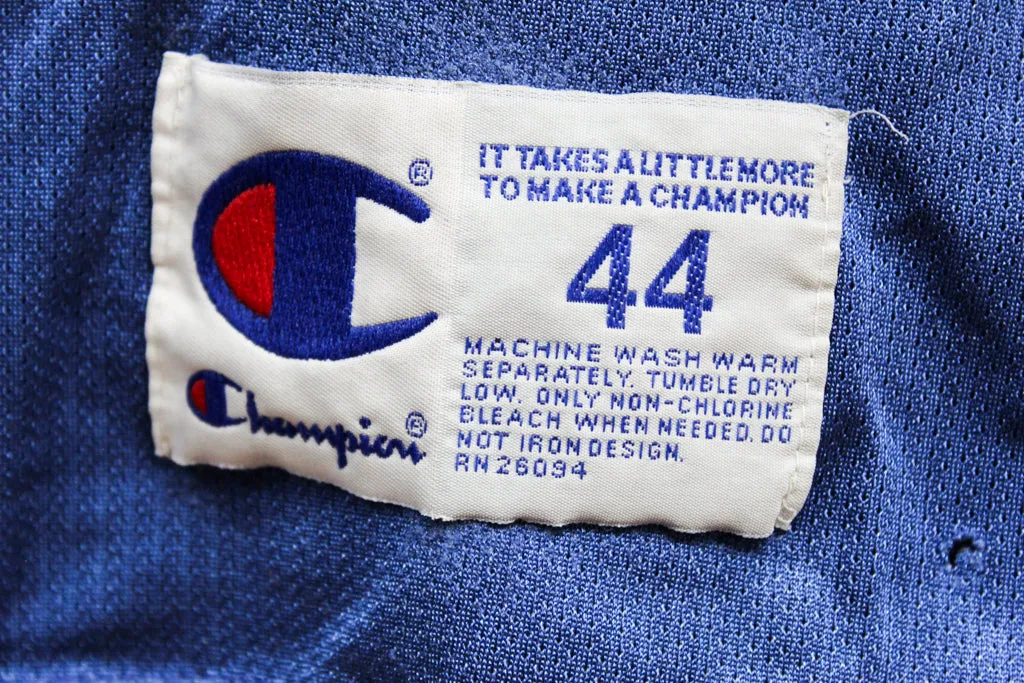 ®
Champion®
IT TAKES A LITTLE MORE
TO MAKE A CHAMPION
44
MACHINE WASH WARM
SEPARATELY. TUMBLE DRY
LOW. ONLY NON-CHLORINE
BLEACH WHEN NEEDED. DO
NOT IRON DESIGN.
RN 26094